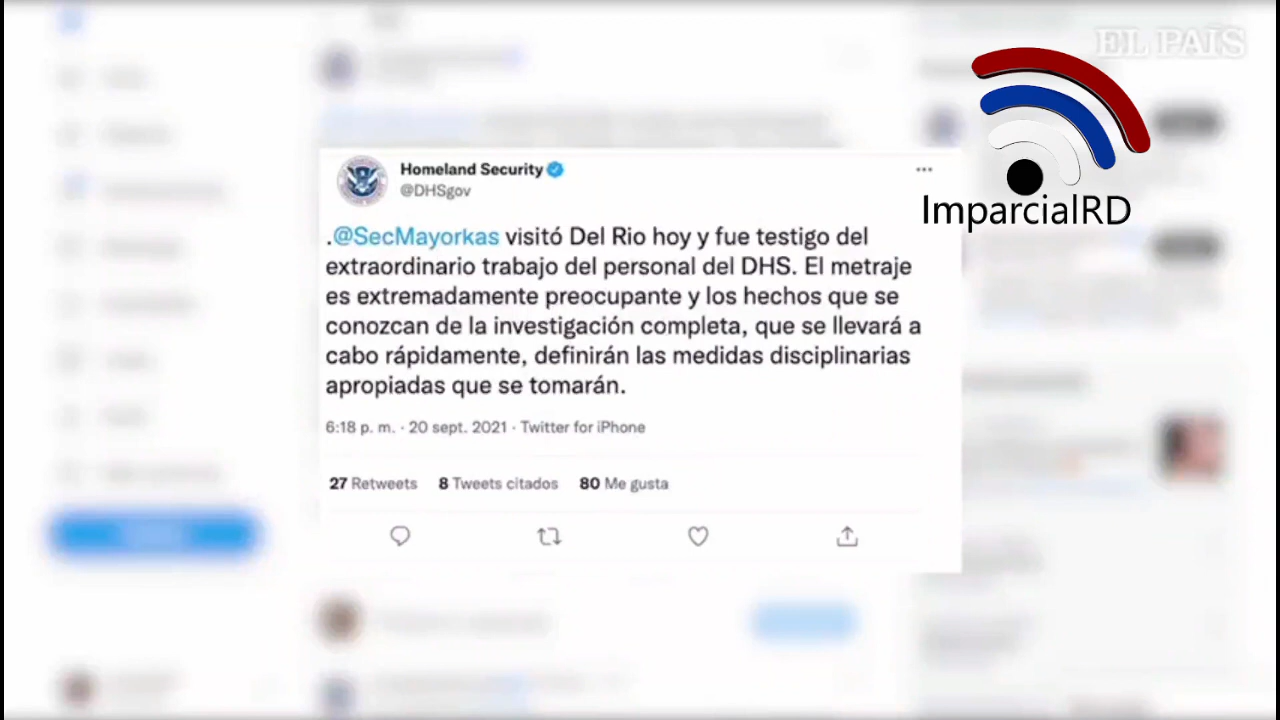 EL PAÍS
ImparcialRD
Homeland Security
@DHSgov
.@SecMayorkas visitó Del Rio hoy y fue testigo del
extraordinario trabajo del personal del DHS. El metraje
es extremadamente preocupante y los hechos que se
conozcan de la investigación completa, que se llevará a
cabo rápidamente, definirán las medidas disciplinarias
apropiadas que se tomarán.
6:18 p. m. · 20 sept. 2021 · Twitter for iPhone
27 Retweets 8 Tweets citados 80 Me gusta